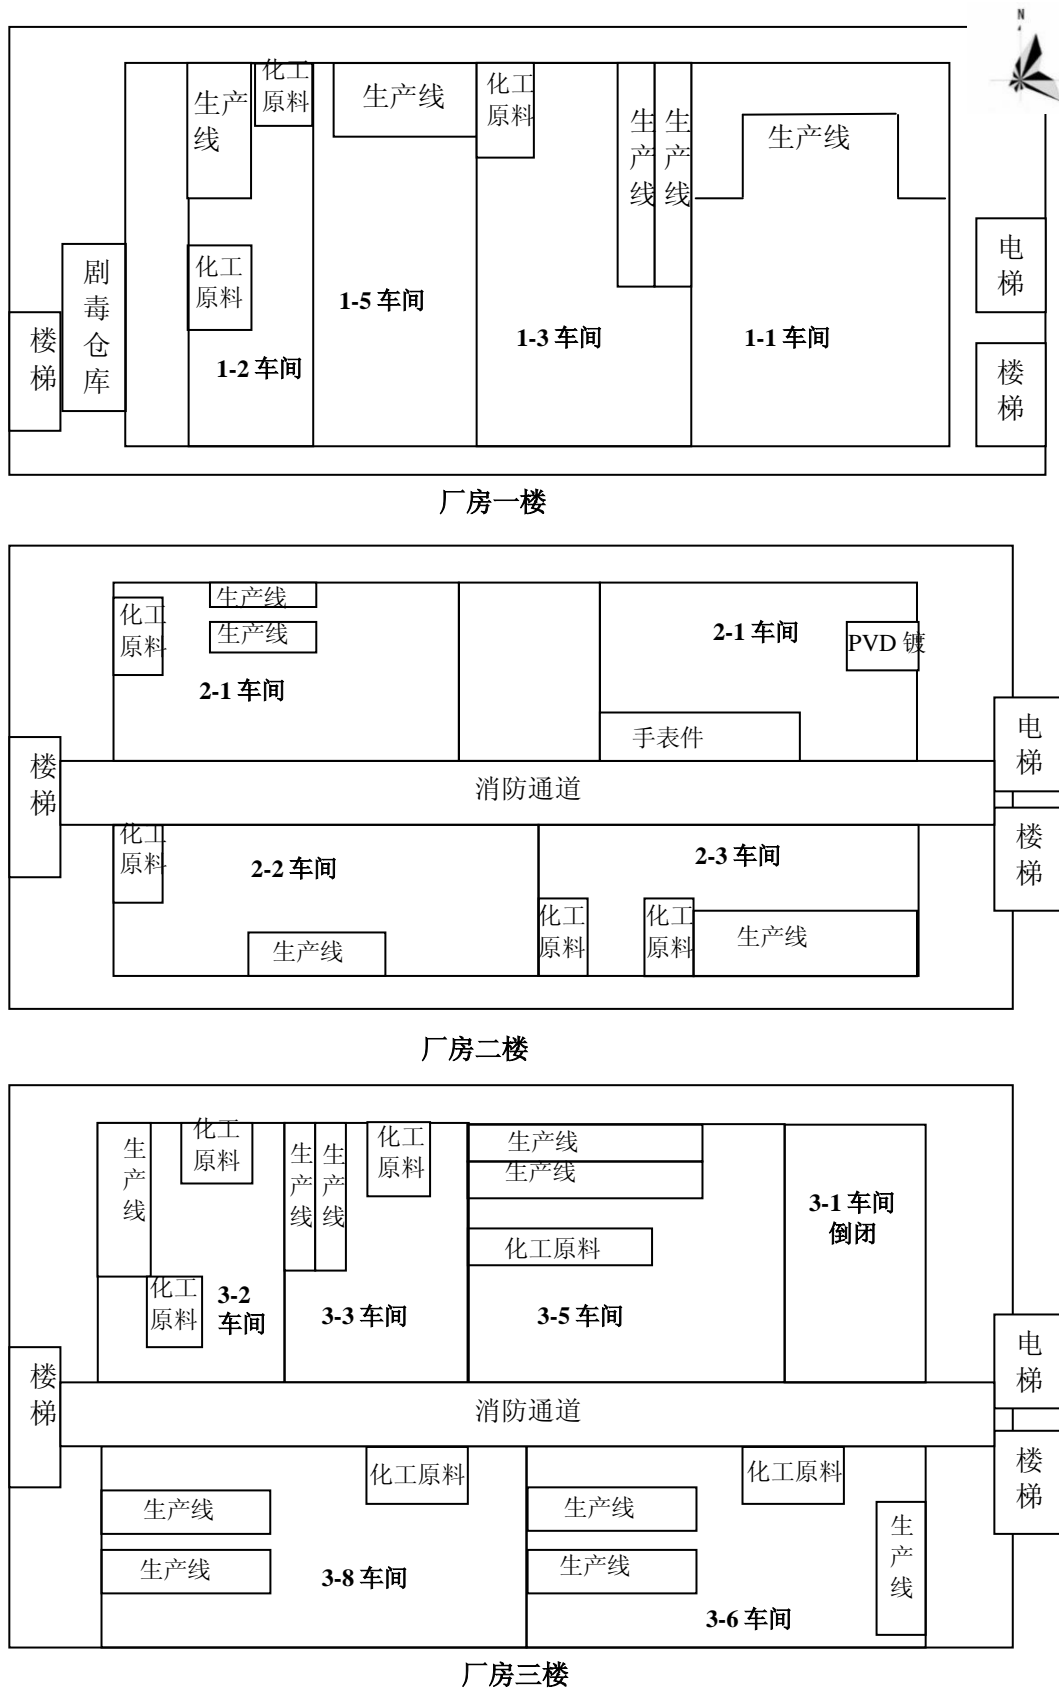 N
生产
线
化工
原料
生产线
化工
原料
生
产
线
生
产
线
生产线
电
梯
剧
毒
仓
库
化工
原料
1-5 车间
楼
梯
1-2 车间
1-3 车间
1-1 车间
楼
梯
厂房一楼
化工
原料
生产线
生产线
2-1 车间
2-1 车间
PVD 镀
手表件
电
梯
楼
梯
消防通道
化工
原料
2-2 车间
2-3 车间
楼
梯
化工
原料
化工
原料
生产线
生产线
厂房二楼
生
产
线
化工
原料
生
产
线
生
产
线
化工
原料
生产线
生产线
3-1 车间
倒闭
化工原料
化工
原料
3-2
车间
3-3 车间
3-5 车间
电
梯
楼
梯
消防通道
化工原料
化工原料
楼
梯
生产线
生产线
生
产
线
生产线
生产线
3-8 车间
3-6 车间
厂房三楼